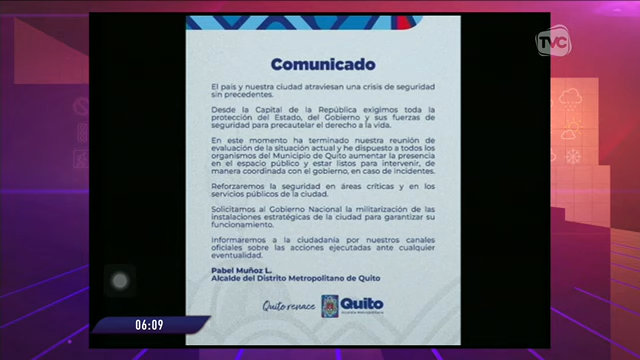 TVC
Comunicado
El país y nuestra ciudad atraviesan una crisis de seguridad
sin precedentes.
Desde la Capital de la República exigimos toda la
protección del Estado, del Gobierno y sus fuerzas de
seguridad para precautelar el derecho a la vida.
En este momento ha terminado nuestra reunión de
evaluación de la situación actual y he dispuesto a todos los
organismos del Municipio de Quito aumentar la presencia
en el espacio público y estar listos para intervenir, de
manera coordinada con el gobierno, en caso de incidentes.
Reforzaremos la seguridad en áreas críticas y en los
servicios públicos de la ciudad.
Solicitamos al Gobierno Nacional la militarización de las
instalaciones estratégicas de la ciudad para garantizar su
funcionamiento.
Informaremos a la ciudadanía por nuestros canales
oficiales sobre las acciones ejecutadas ante cualquier
eventualidad.
Pabel Muñoz L.
Alcalde del Distrito Metropolitano de Quito
Quito renace
Quito
Alcaldía Metropolitana
06:09